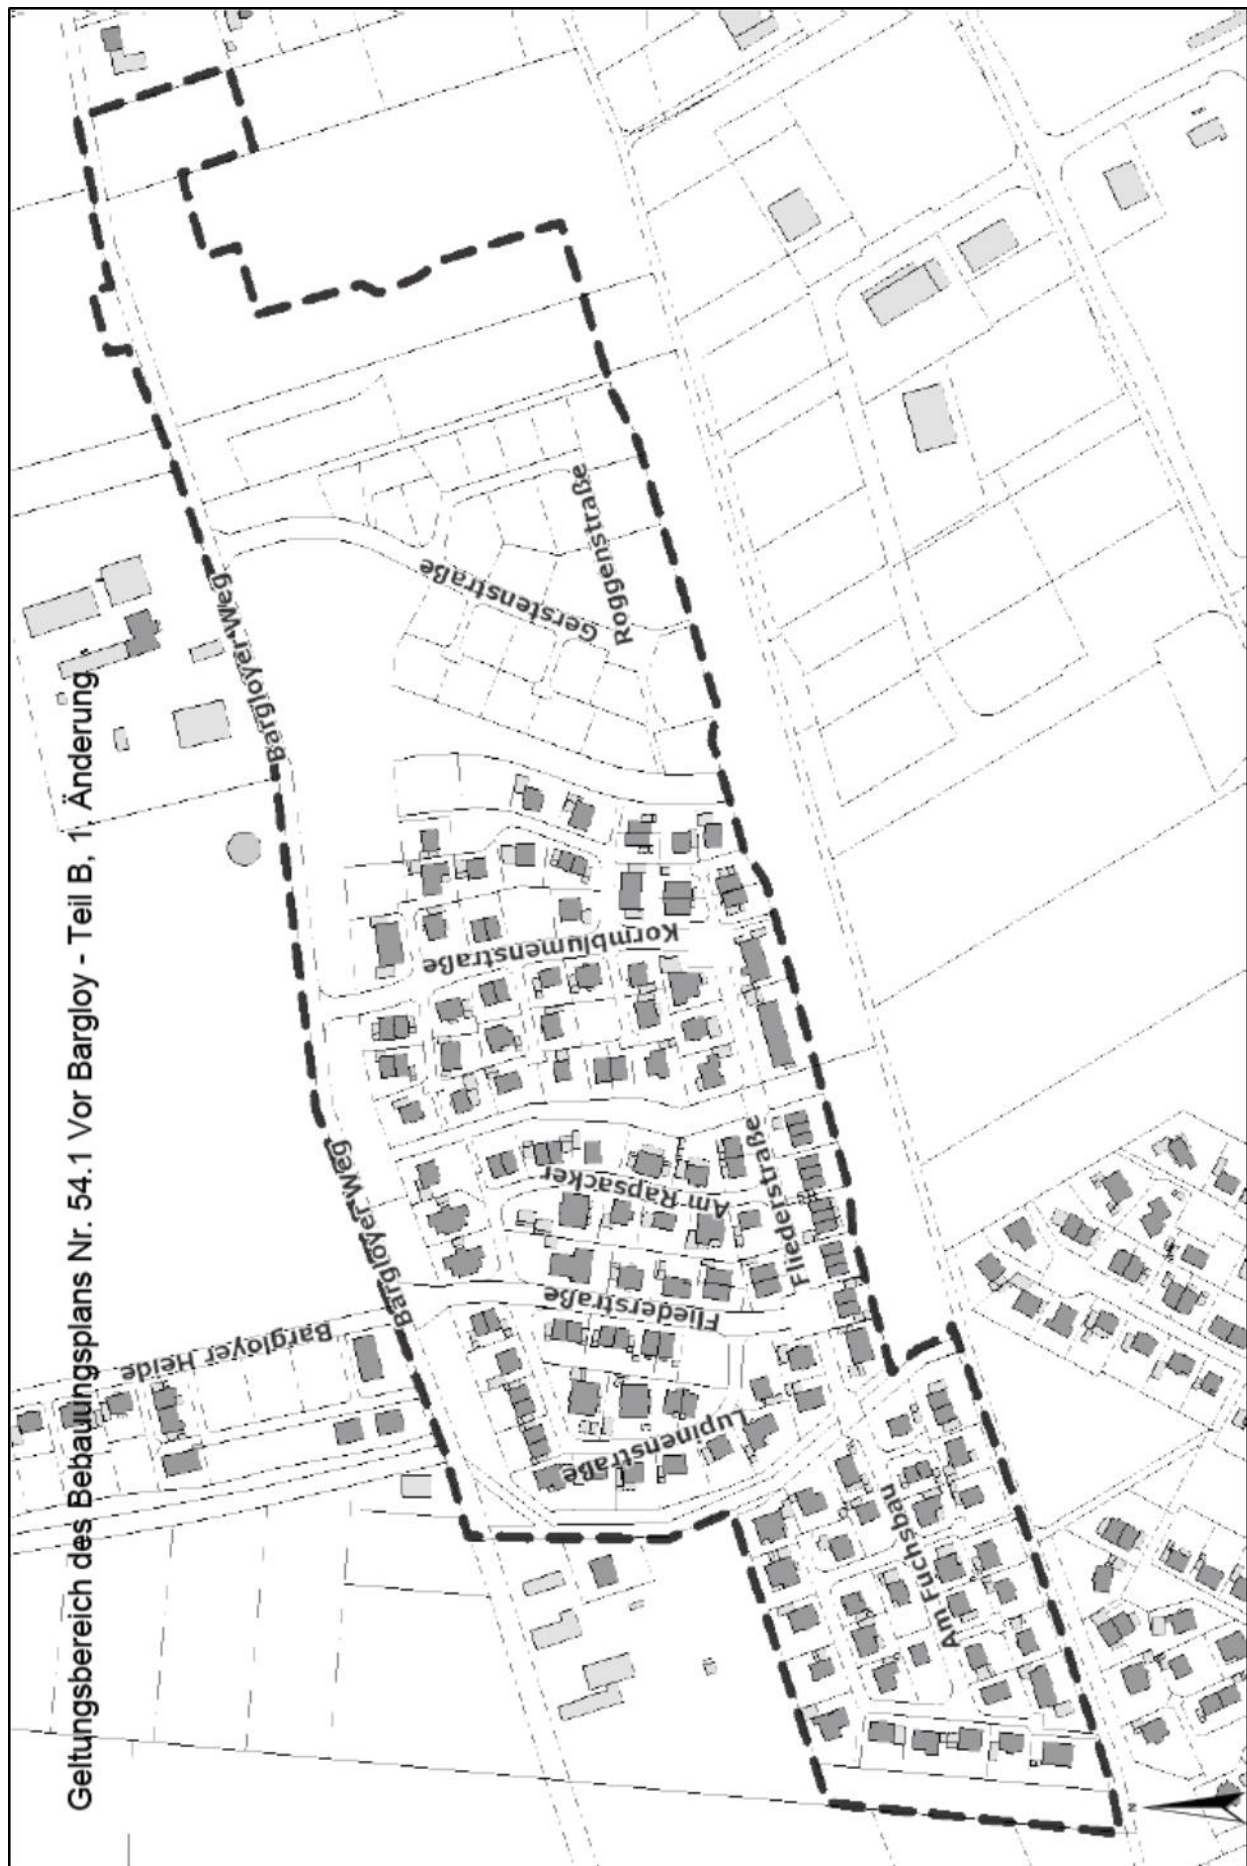 Geltungsbereich des Bebauungsplans Nr. 54.1 Vor Bargloy - Teil B, 1. Änderung
Bargloyer Heide
Bargloyer Weg
Bargloyer Weg
Lupinenstraße
Fliederstraße
Am Rapsacker
Kornblumenstraße
Gerstenstraße
Roggenstraße
Fliederstraße
Am Fuchsbau
N